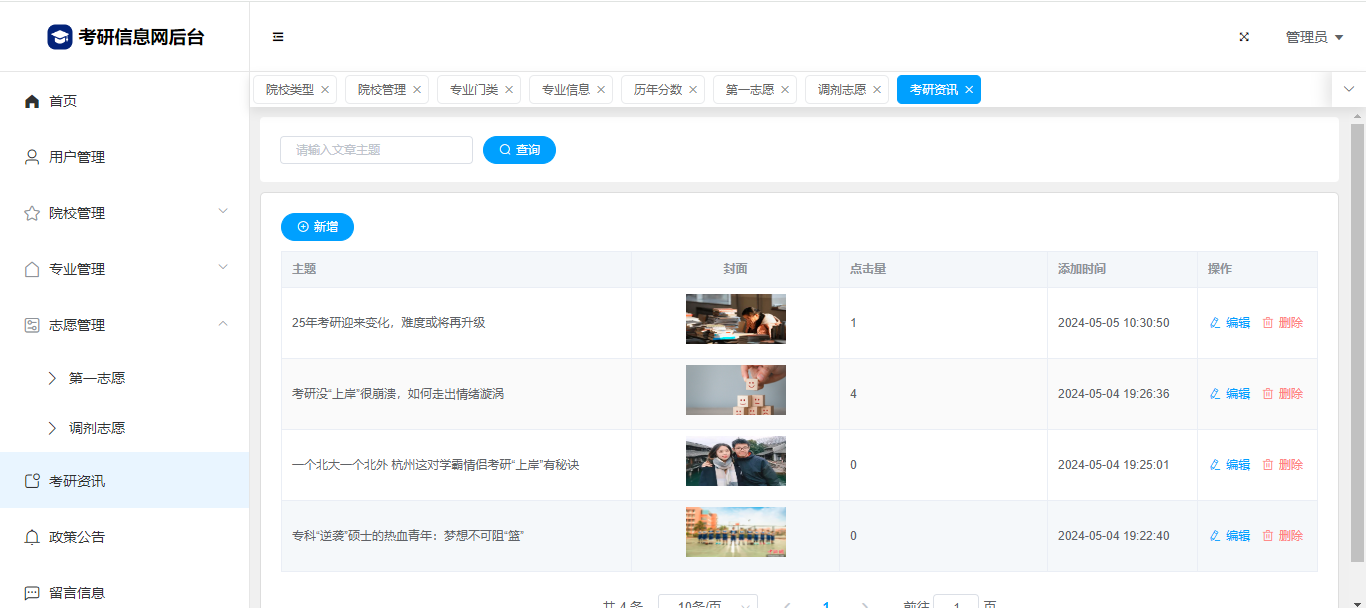 考研信息网后台
管理员
院校类型 院校管理 专业门类 专业信息 历年分数 第一志愿 调剂志愿 考研资讯
首页
用户管理
院校管理
专业管理
志愿管理
第一志愿
调剂志愿
考研资讯
政策公告
留言信息
请输入文章主题 查询
新增
主题 封面 点击量 添加时间 操作
25年考研迎来变化，难度或将再升级 1 2024-05-05 10:30:50 编辑 删除
考研没“上岸”很崩溃，如何走出情绪漩涡 4 2024-05-04 19:26:36 编辑 删除
一个北大一个北外 杭州这对学霸情侣考研“上岸”有秘诀 0 2024-05-04 19:25:01 编辑 删除
专科“逆袭”硕士的热血青年：梦想不可阻“篮” 0 2024-05-04 19:22:40 编辑 删除
共 4 条 10条/页 1 前往 1 页